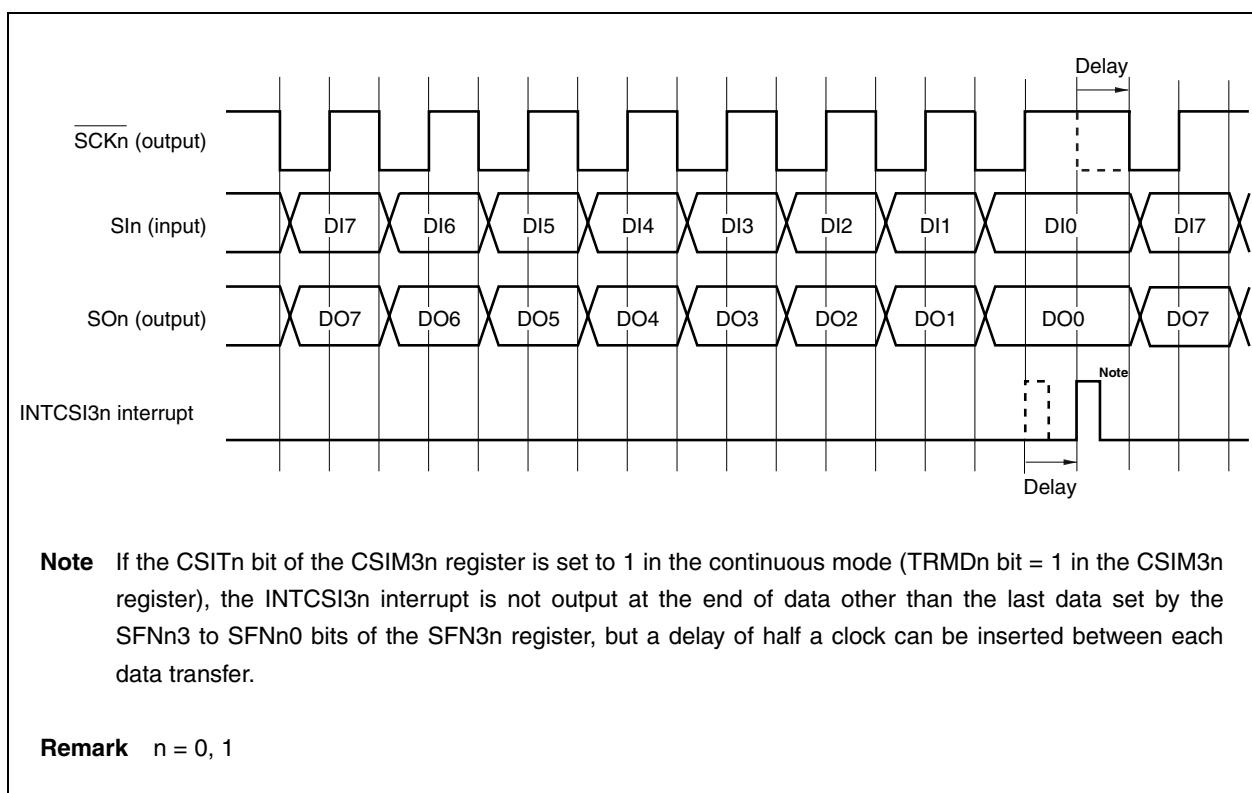 Delay
SCKn (output)
SIn (input)
DI7 DI6 DI5 DI4 DI3 DI2 DI1 DI0 DI7
SOn (output)
DO7 DO6 DO5 DO4 DO3 DO2 DO1 DO0 DO7
Note
INTCSI3n interrupt
Delay
Note If the CSITn bit of the CSIM3n register is set to 1 in the continuous mode (TRMDn bit = 1 in the CSIM3n
register), the INTCSI3n interrupt is not output at the end of data other than the last data set by the
SFNn3 to SFNn0 bits of the SFN3n register, but a delay of half a clock can be inserted between each
data transfer.
Remark n = 0, 1